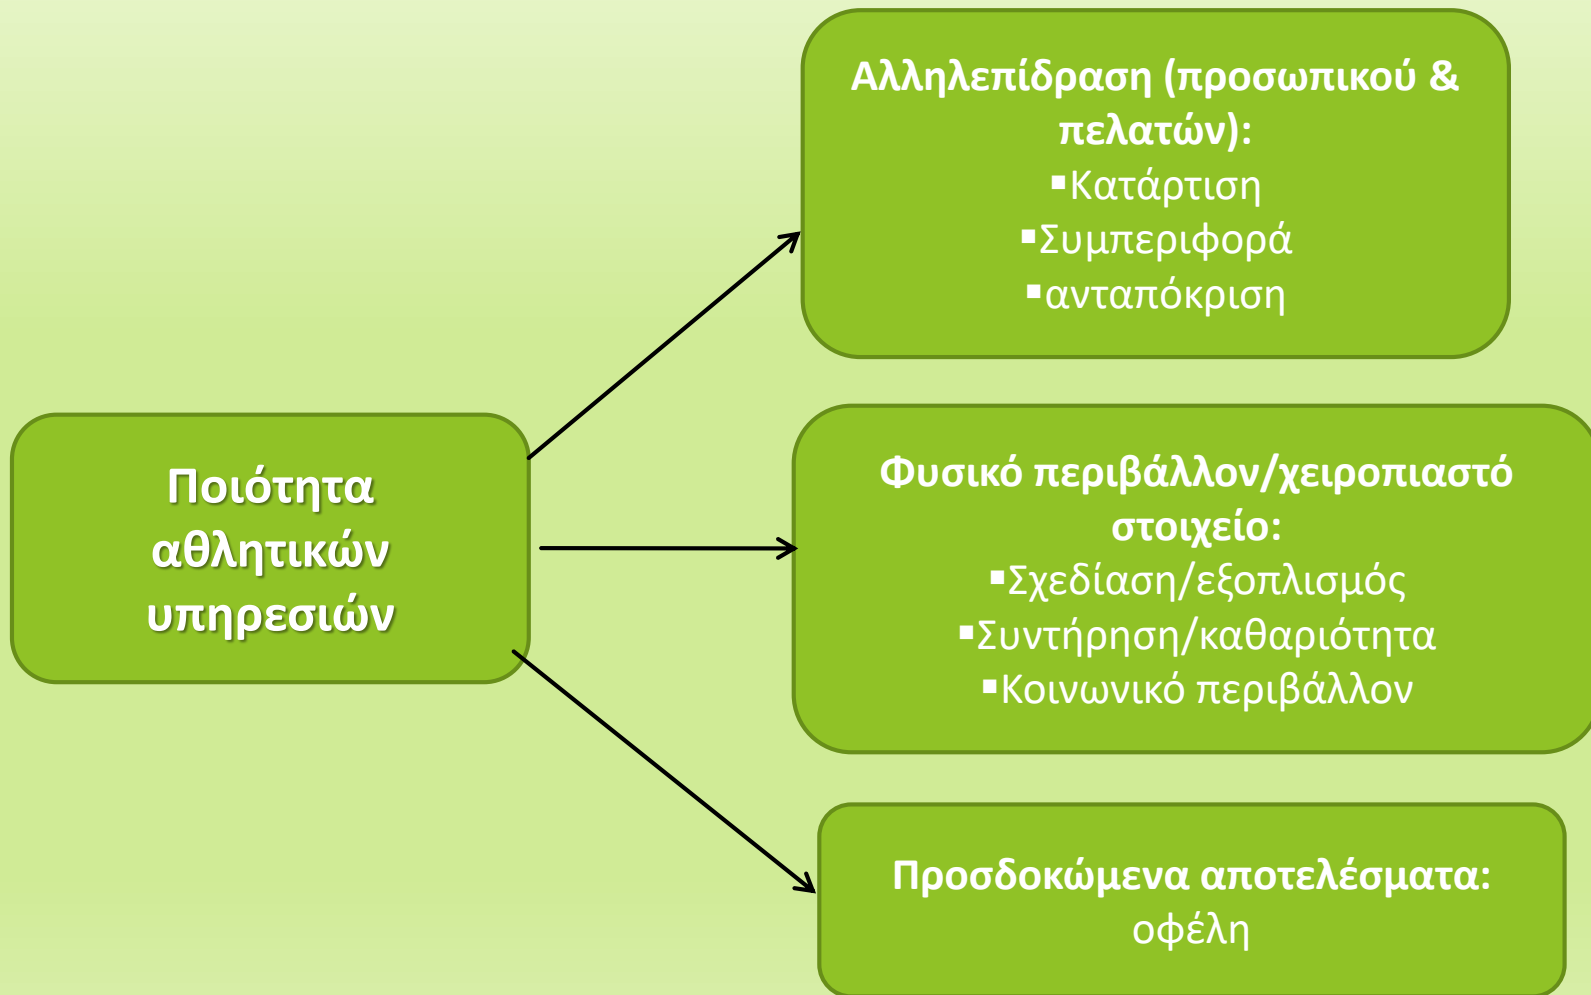 Αλληλεπίδραση (προσωπικού &
πελατών):
▪Κατάρτιση
▪Συμπεριφορά
▪ανταπόκριση
Ποιότητα
αθλητικών
υπηρεσιών
Φυσικό περιβάλλον/χειροπιαστό
στοιχείο:
▪Σχεδίαση/εξοπλισμός
▪Συντήρηση/καθαριότητα
▪Κοινωνικό περιβάλλον
Προσδοκώμενα αποτελέσματα:
οφέλη